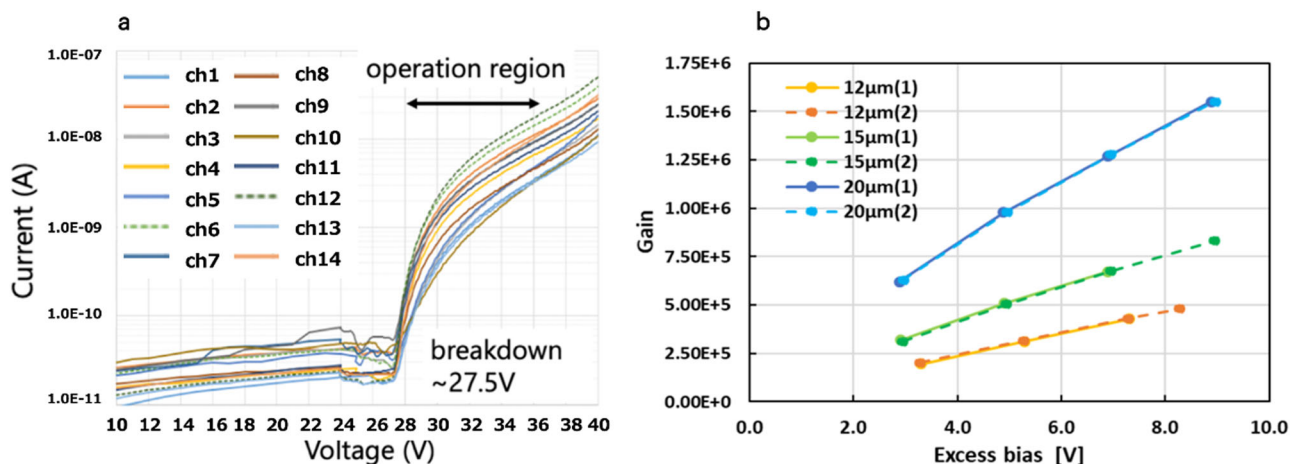 a
1.0E-07
1.0E-08
1.0E-09
1.0E-10
1.0E-11
Current (A)
ch1 ch8
ch2 ch9
ch3 ch10
ch4 ch11
ch5 ch12
ch6 ch13
ch7 ch14
operation region
breakdown
~27.5V
10 12 14 16 18 20 22 24 26 28 30 32 34 36 38 40
Voltage (V)
b
1.75E+6
1.50E+6
1.25E+6
1.00E+6
7.50E+5
5.00E+5
2.50E+5
0.00E+0
Gain
12μm(1)
12μm(2)
15μm(1)
15μm(2)
20μm(1)
20μm(2)
0.0 2.0 4.0 6.0 8.0 10.0
Excess bias [V]